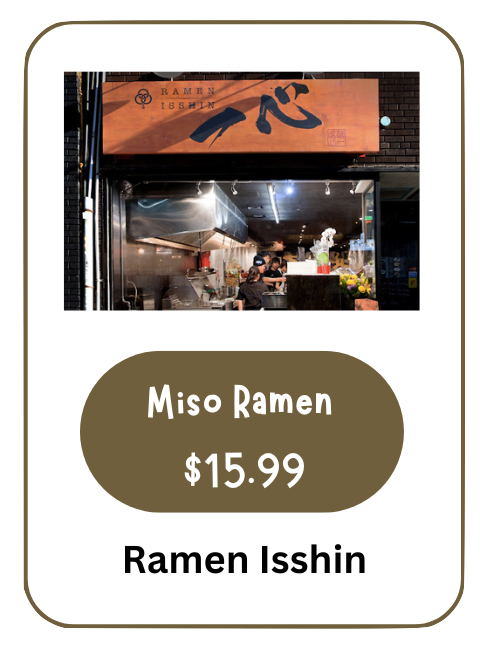 RAMEN
ISSHIN
一心
Miso Ramen
$15.99
Ramen Isshin